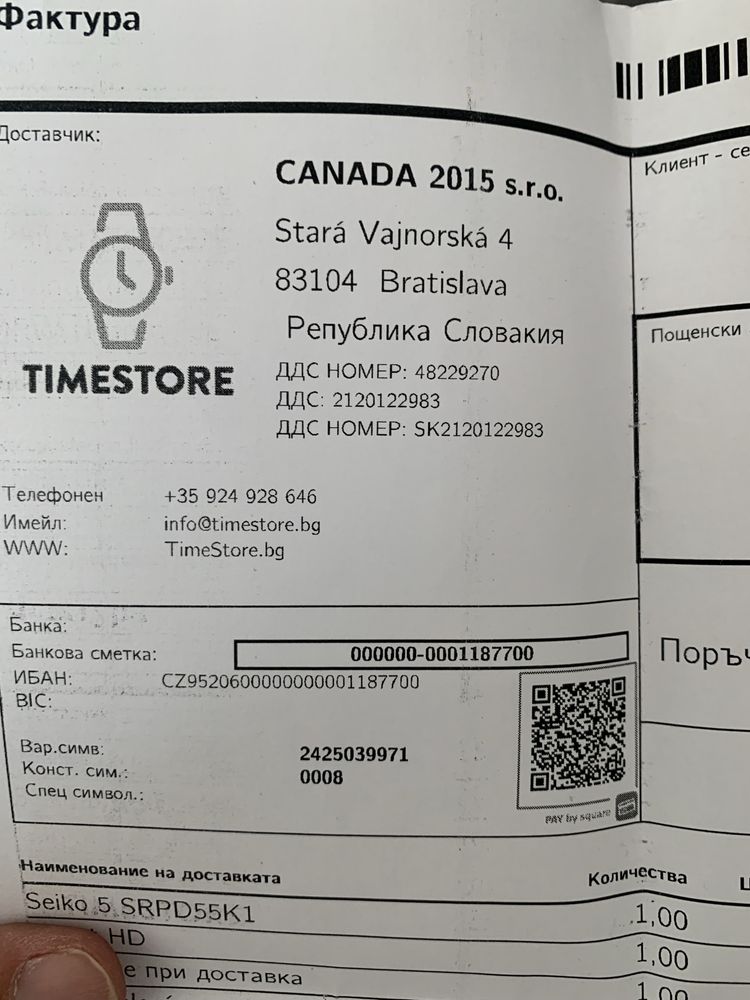 Фактура
Доставчик:
CANADA 2015 s.r.o.
Stará Vajnorská 4
83104 Bratislava
Република Словакия
TIMESTORE
ДДС НОМЕР: 48229270
ДДС: 2120122983
ДДС НОМЕР: SK2120122983
Телефонен +35 924 928 646
Имейл: info@timestore.bg
WWW: TimeStore.bg
Клиент - се
Пощенски
Банка:
Банкова сметка: 000000-0001187700
ИБАН: CZ9520600000000001187700
BIC:
Поръч
Вар.симв: 2425039971
Конст. сим.: 0008
Спец символ.:
PAY by square
Наименование на доставката Количества
Seiko 5 SRPD55K1 1,00
HD 1,00
е при доставка 1,00